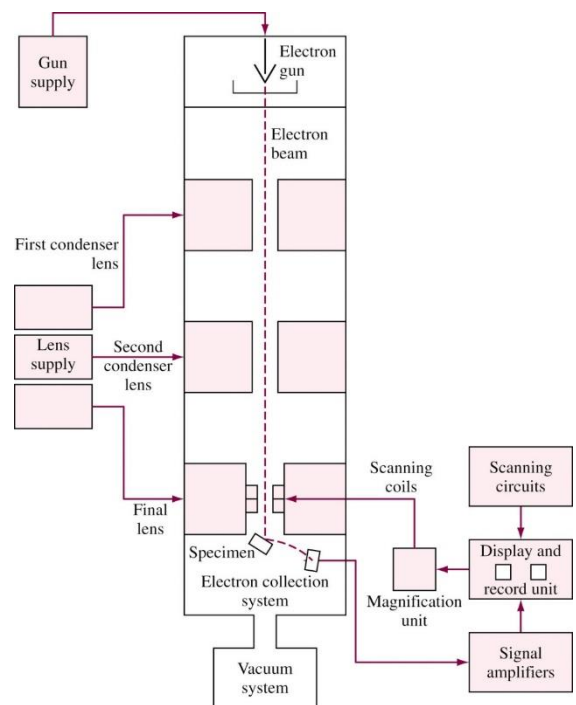 Gun
supply
Electron
gun
Electron
beam
First condenser
lens
Lens
supply
Second
condenser
lens
Final
lens
Scanning
coils
Scanning
circuits
Specimen
Electron collection
system
Display and
record unit
Magnification
unit
Signal
amplifiers
Vacuum
system